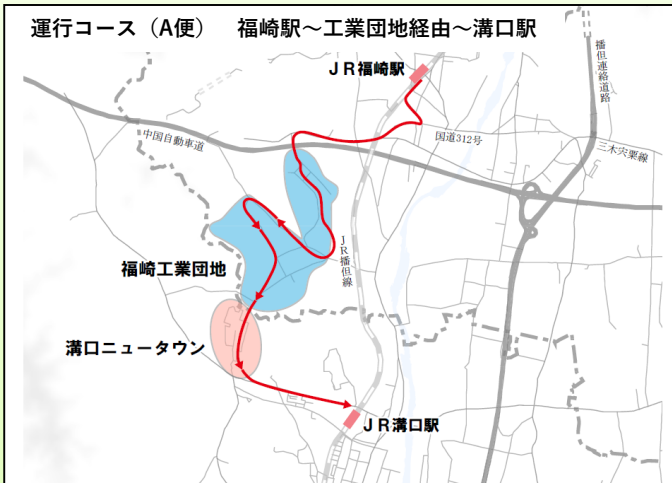 運行コース（A便）　福崎駅～工業団地経由～溝口駅
ＪＲ福崎駅
播但連絡道路
中国自動車道
国道312号
三木宍粟線
ＪＲ播但線
福崎工業団地
溝口ニュータウン
ＪＲ溝口駅